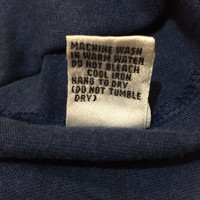 MACHINE WASH
IN WARM WATER
DO NOT BLEACH
COOL IRON
HANG TO DRY
(DO NOT TUMBLE
DRY)